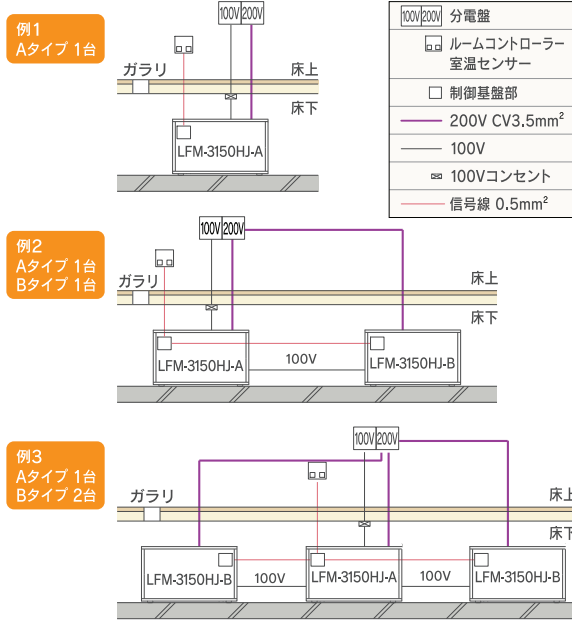 例1
Aタイプ 1台
100V 200V
ガラリ
床上
床下
LFM-3150HJ-A
100V 200V 分電盤
ルームコントローラー
室温センサー
制御基盤部
200V CV3.5mm²
100V
100Vコンセント
信号線 0.5mm²
例2
Aタイプ 1台
Bタイプ 1台
100V 200V
ガラリ
床上
床下
LFM-3150HJ-A
100V
LFM-3150HJ-B
例3
Aタイプ 1台
Bタイプ 2台
100V 200V
ガラリ
床上
床下
LFM-3150HJ-B
100V
LFM-3150HJ-A
100V
LFM-3150HJ-B